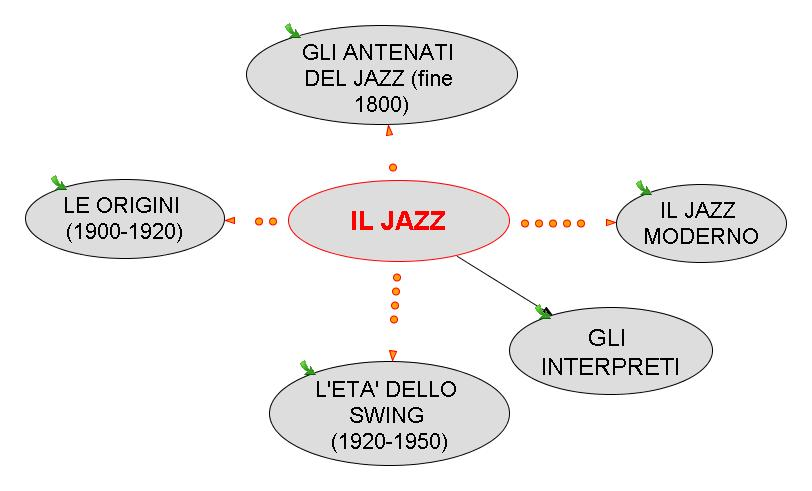 GLI ANTENATI
DEL JAZZ (fine
1800)
LE ORIGINI
(1900-1920)
IL JAZZ
IL JAZZ
MODERNO
GLI
INTERPRETI
L'ETA' DELLO
SWING
(1920-1950)